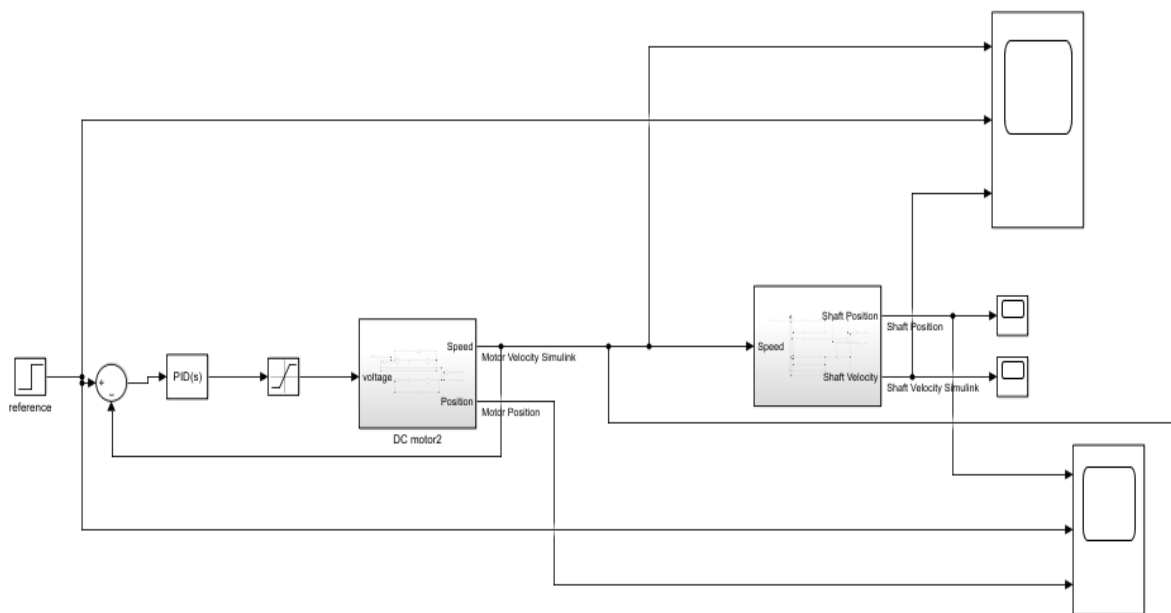 Shaft Position
Shaft Position
Speed
Motor Velocity Simulink
Speed
reference
+
−
PID(s)
voltage
Shaft Velocity
Shaft Velocity Simulink
Position
Motor Position
DC motor2